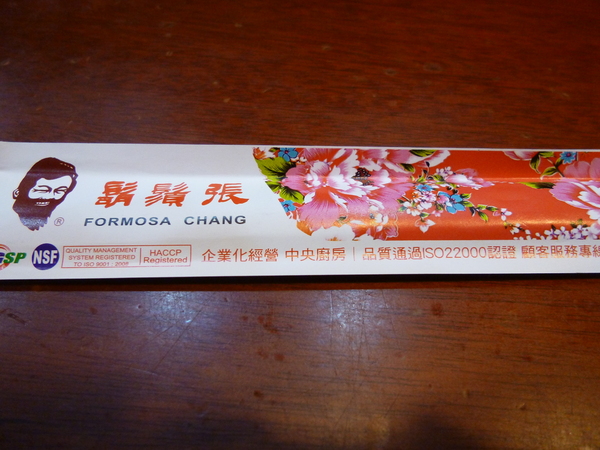 鬍鬚張
®
FORMOSA CHANG
GSP
NSF
QUALITY MANAGEMENT
SYSTEM REGISTERED
TO ISO 9001 : 2008
HACCP
Registered
企業化經營 中央廚房 | 品質通過ISO22000認證 顧客服務專線